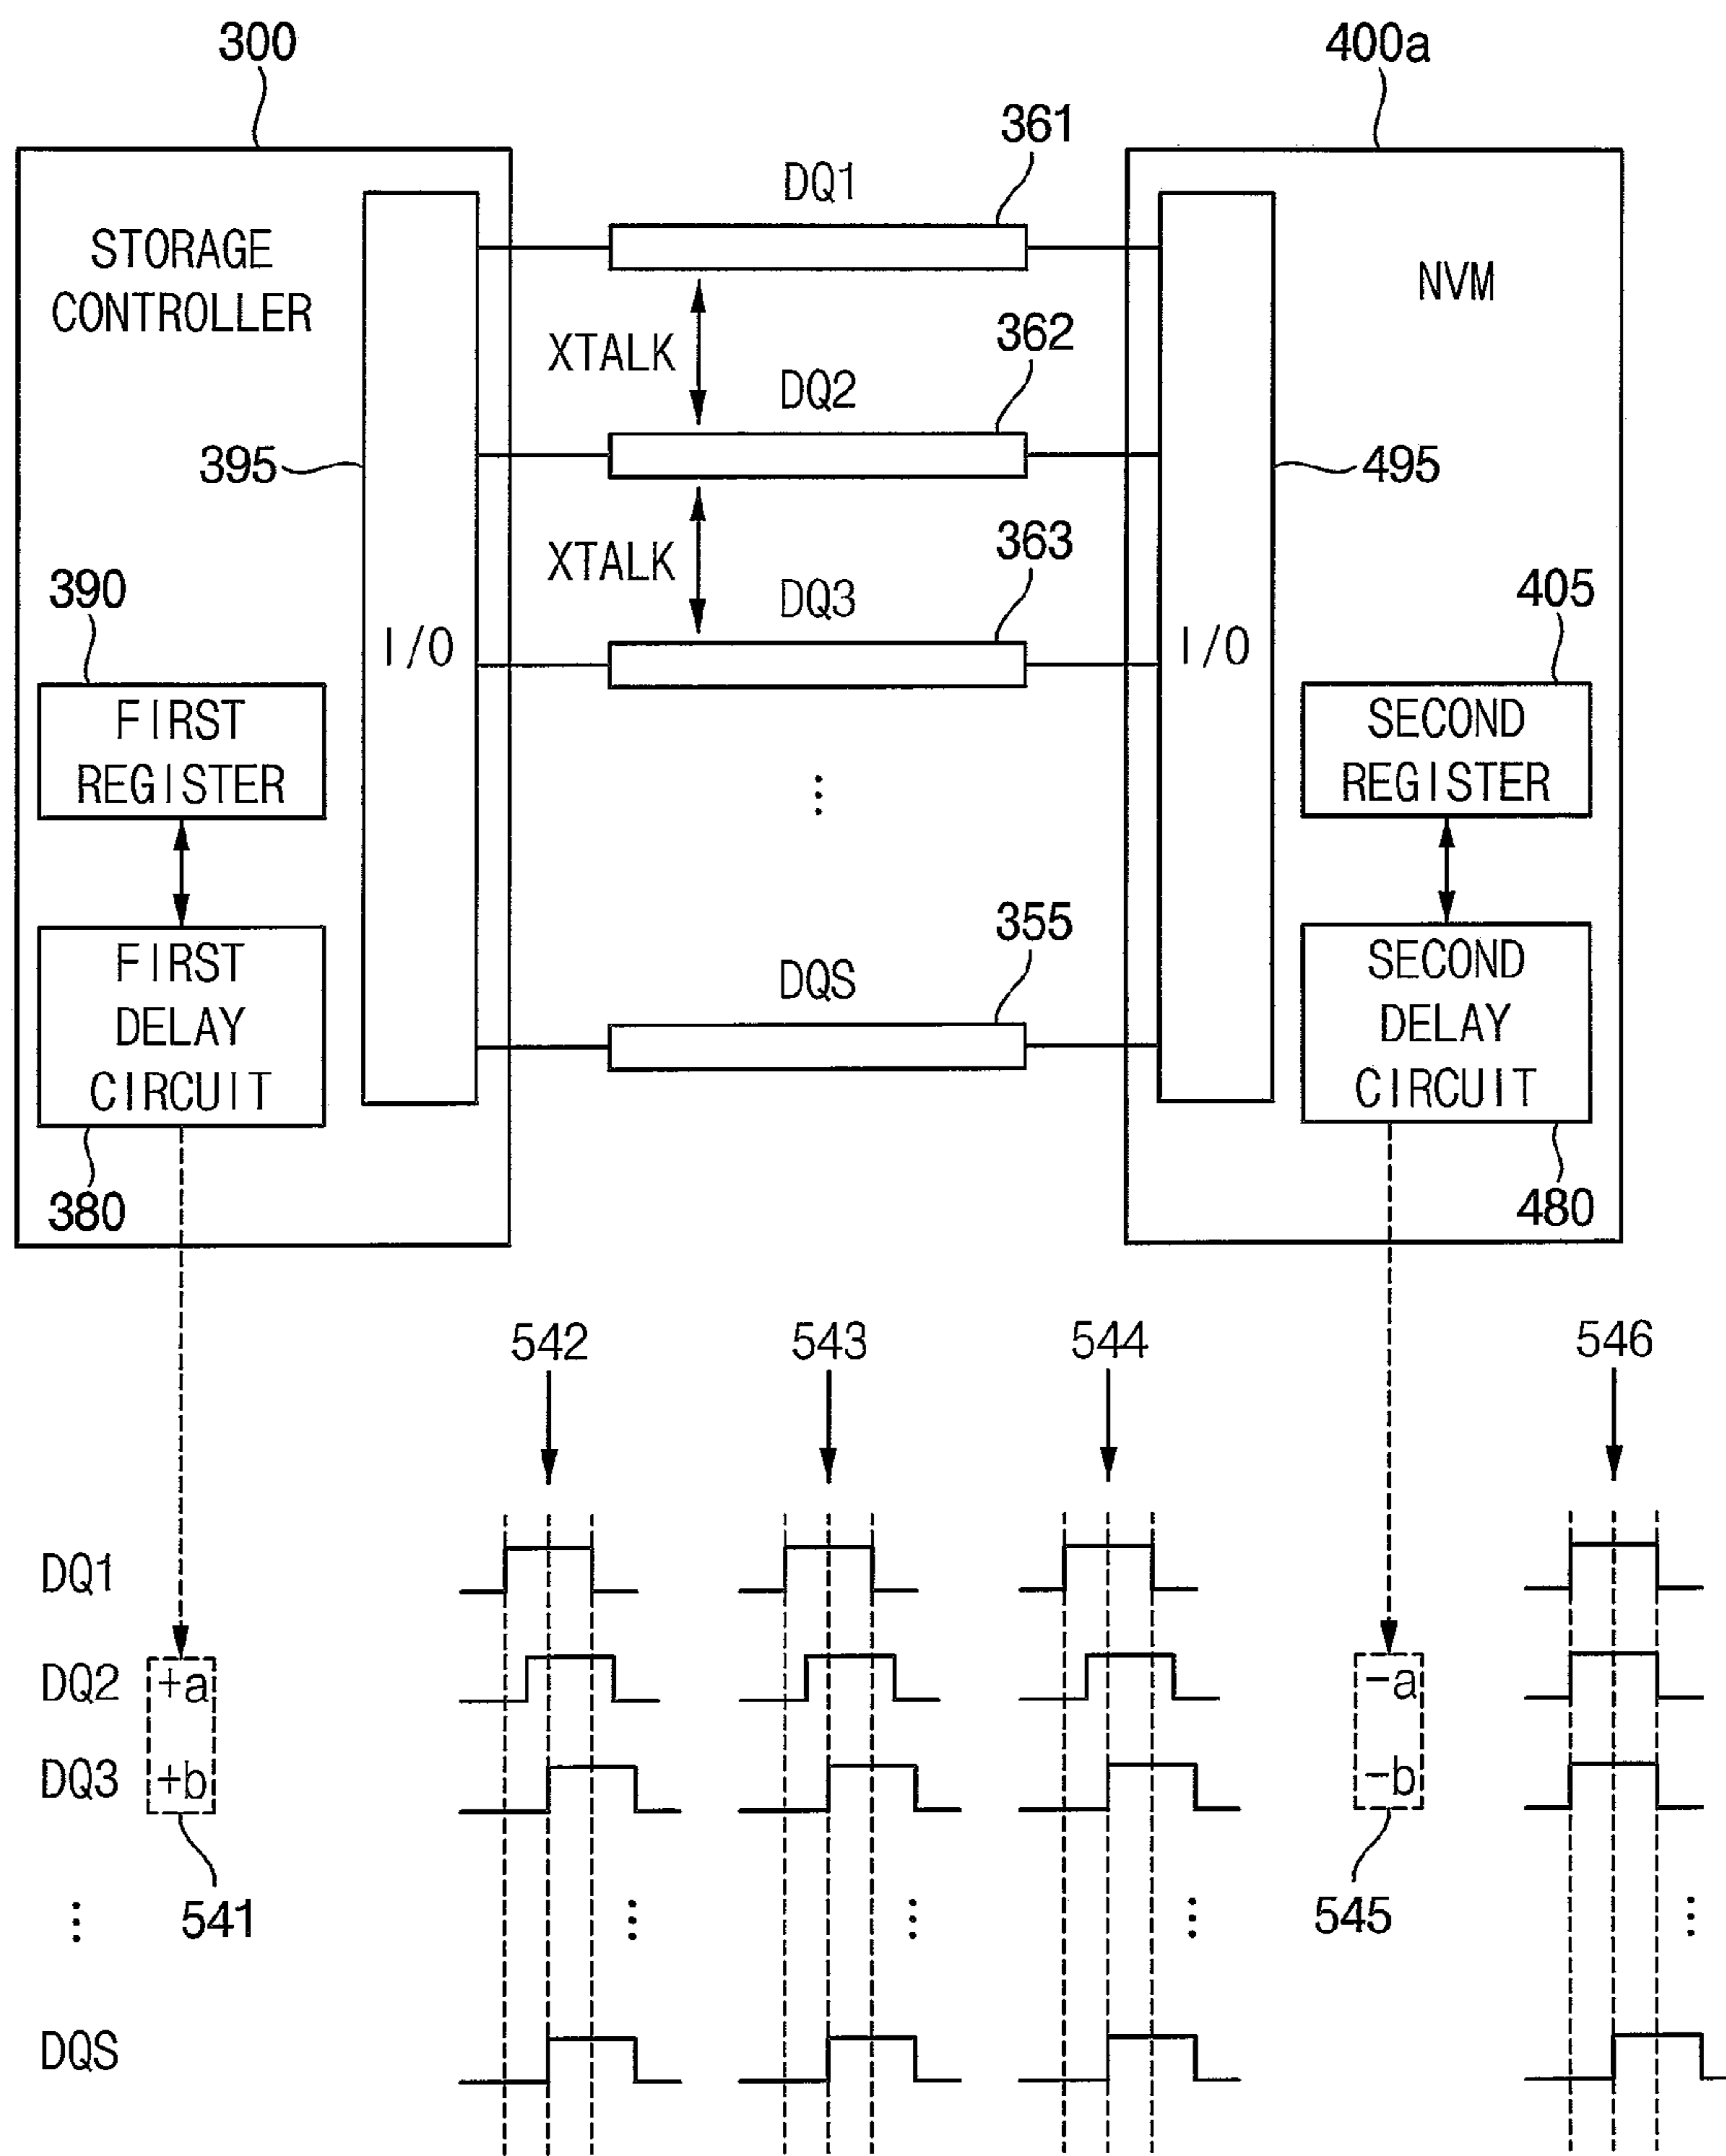 300
400a
361
DQ1
STORAGE
CONTROLLER
NVM
362
XTALK
DQ2
395
495
363
XTALK
390
DQ3
405
I/O
I/O
FIRST
REGISTER
SECOND
REGISTER
⋮
355
FIRST
DELAY
CIRCUIT
DQS
SECOND
DELAY
CIRCUIT
380
480
542
543
544
546
DQ1
DQ2
+a
-a
DQ3
+b
-b
⋮
541
⋮
⋮
⋮
545
⋮
DQS